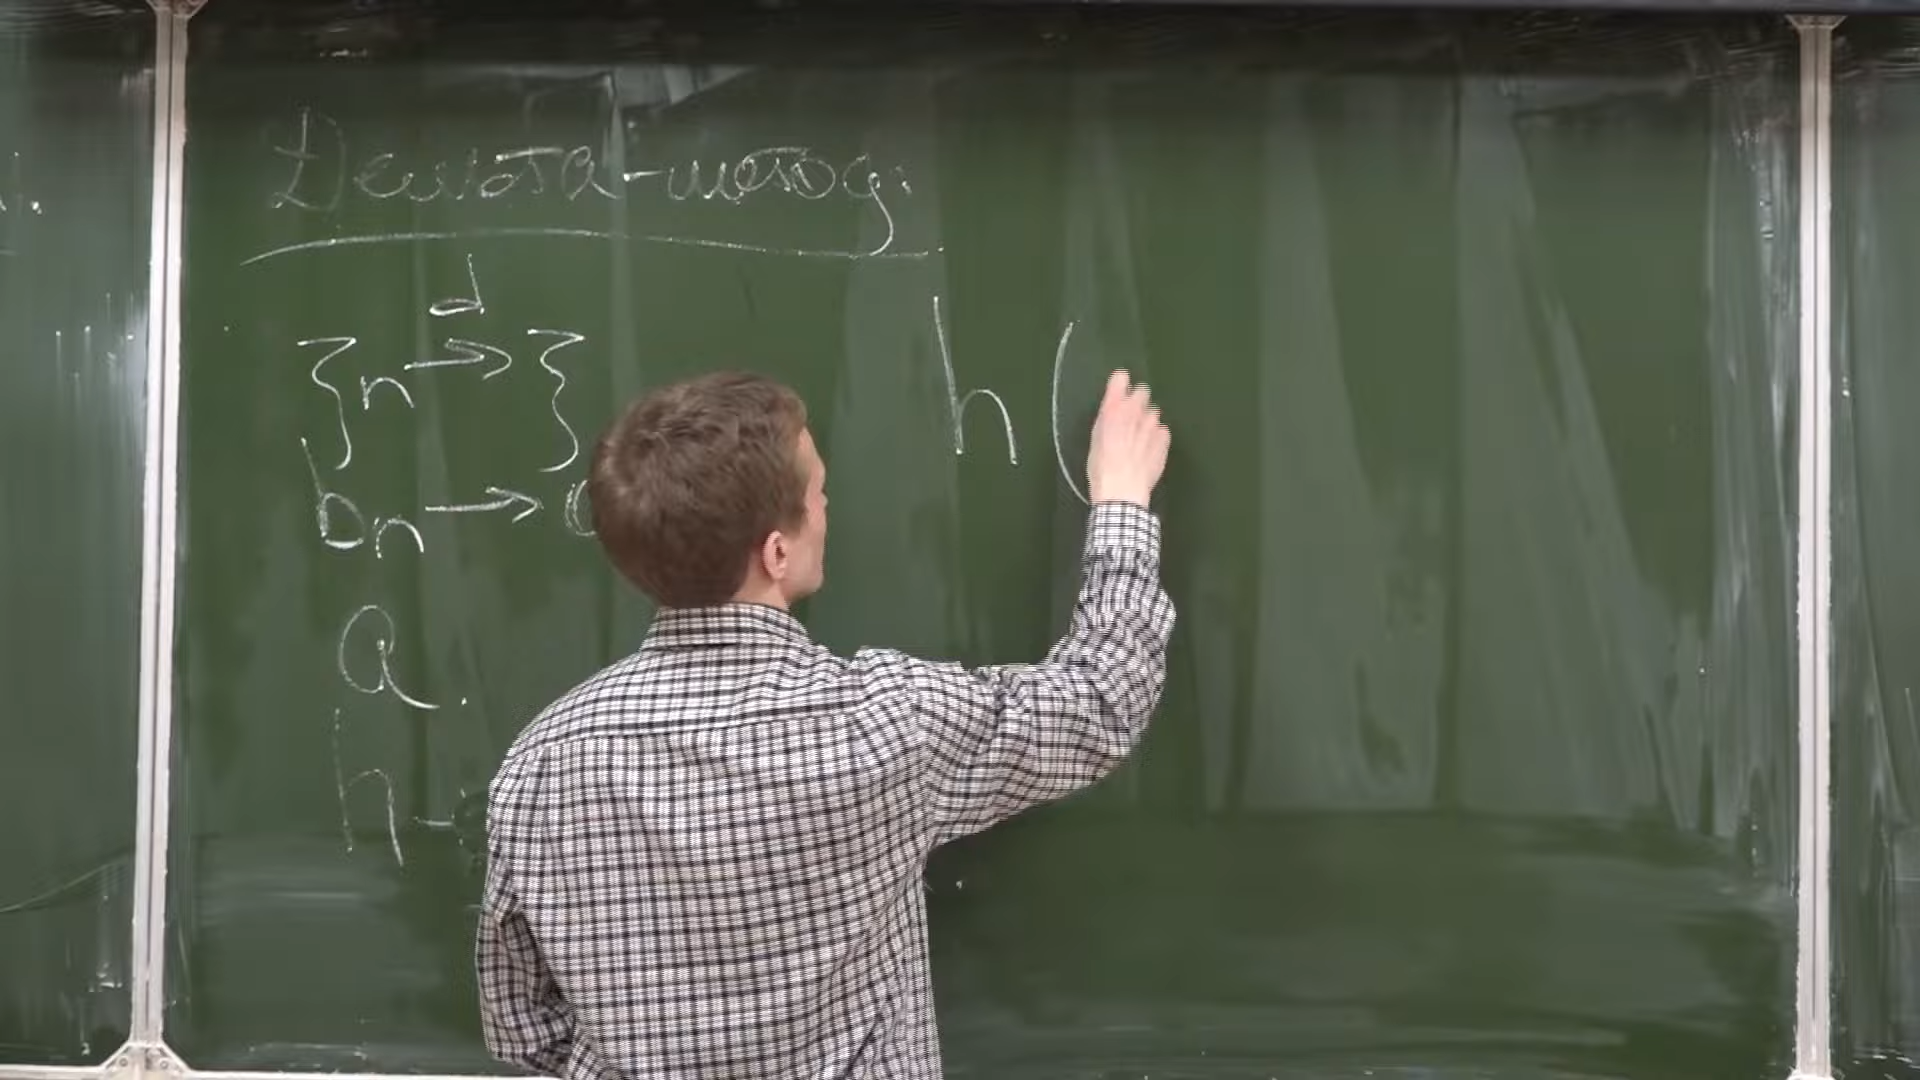 Дельта-метод:
ξn →d ξ
bn → 0
a.
h -
h (